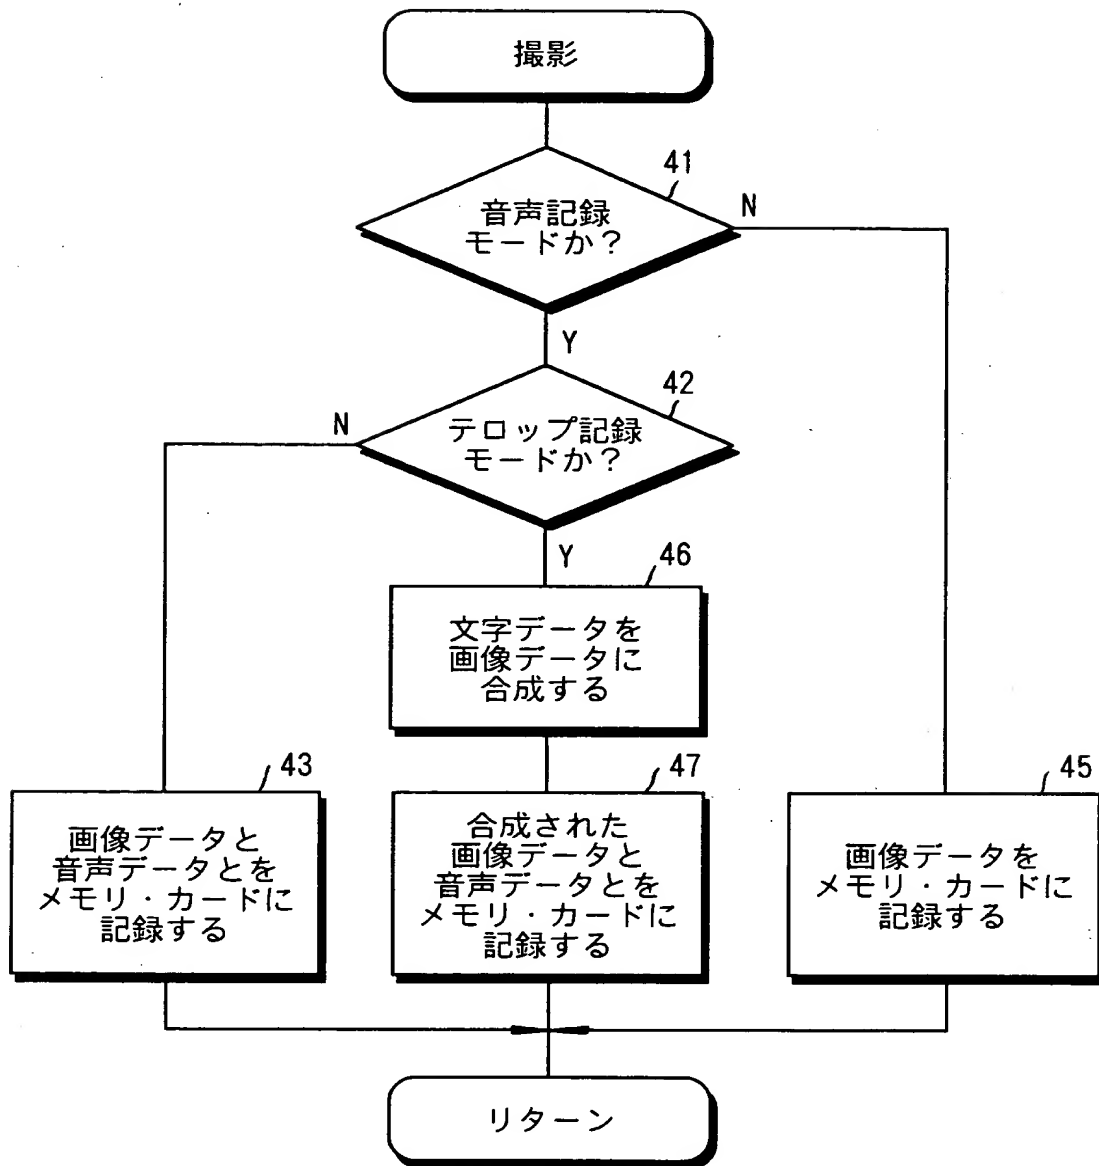 撮影
41
音声記録
モードか？
N
Y
42
テロップ記録
モードか？
N
Y
46
文字データを
画像データに
合成する
43
画像データと
音声データとを
メモリ・カードに
記録する
47
合成された
画像データと
音声データとを
メモリ・カードに
記録する
45
画像データを
メモリ・カードに
記録する
リターン